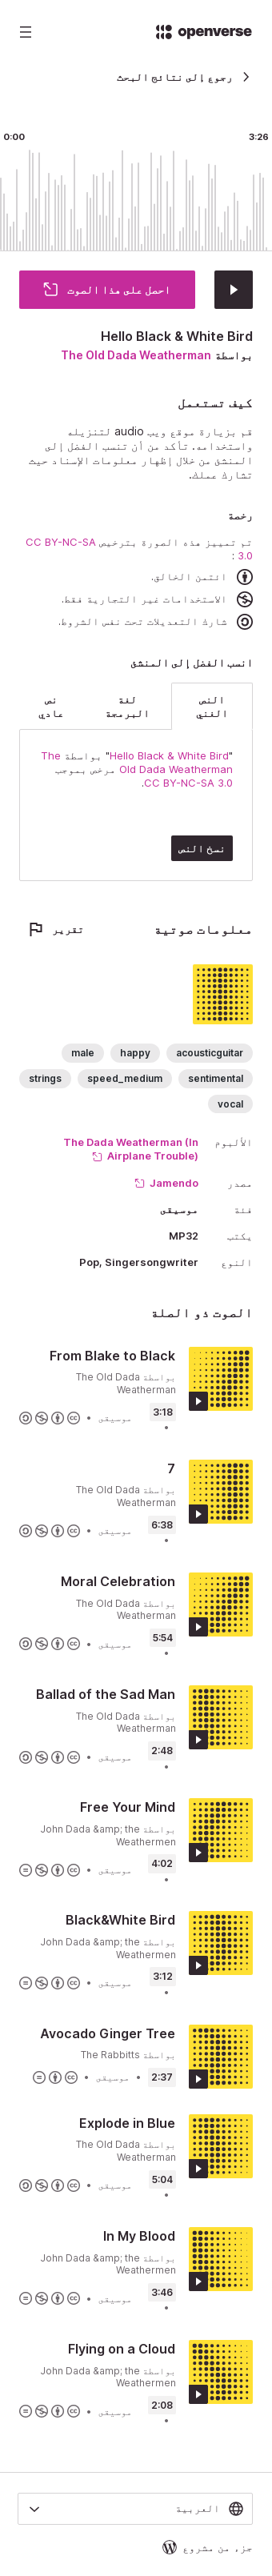 openverse
رجوع إلى نتائج البحث
0:00
3:26
احصل على هذا الصوت
Hello Black & White Bird
بواسطة The Old Dada Weatherman
كيف تستعمل
قم بزيارة موقع ويب audio لتنزيله
واستخدامه. تأكد من أن تنسب الفضل إلى
المنشئ من خلال إظهار معلومات الإسناد حيث
تشارك عملك.
رخصة
تم تمييز هذه الصورة بترخيص CC BY-NC-SA
3.0 :
ائتمن الخالق.
الاستخدامات غير التجارية فقط.
شارك التعديلات تحت نفس الشروط.
انسب الفضل إلى المنشئ
النص الغني
لغة البرمجة
نص عادي
"Hello Black & White Bird" بواسطة The
Old Dada Weatherman مرخص بموجب
CC BY-NC-SA 3.0.
نسخ النص
معلومات صوتية
تقرير
acousticguitar
happy
male
sentimental
speed_medium
strings
vocal
الألبوم
The Dada Weatherman (In
Airplane Trouble)
مصدر
Jamendo
فئة
موسيقى
يكتب
MP32
النوع
Pop, Singersongwriter
الصوت ذو الصلة
From Blake to Black
بواسطة The Old Dada
Weatherman
3:18 • موسيقى •
7
بواسطة The Old Dada
Weatherman
6:38 • موسيقى •
Moral Celebration
بواسطة The Old Dada
Weatherman
5:54 • موسيقى •
Ballad of the Sad Man
بواسطة The Old Dada
Weatherman
2:48 • موسيقى •
Free Your Mind
بواسطة John Dada &amp; the
Weathermen
4:02 • موسيقى •
Black&White Bird
بواسطة John Dada &amp; the
Weathermen
3:12 • موسيقى •
Avocado Ginger Tree
بواسطة The Rabbitts
2:37 • موسيقى •
Explode in Blue
بواسطة The Old Dada
Weatherman
5:04 • موسيقى •
In My Blood
بواسطة John Dada &amp; the
Weathermen
3:46 • موسيقى •
Flying on a Cloud
بواسطة John Dada &amp; the
Weathermen
2:08 • موسيقى •
العربية
جزء من مشروع